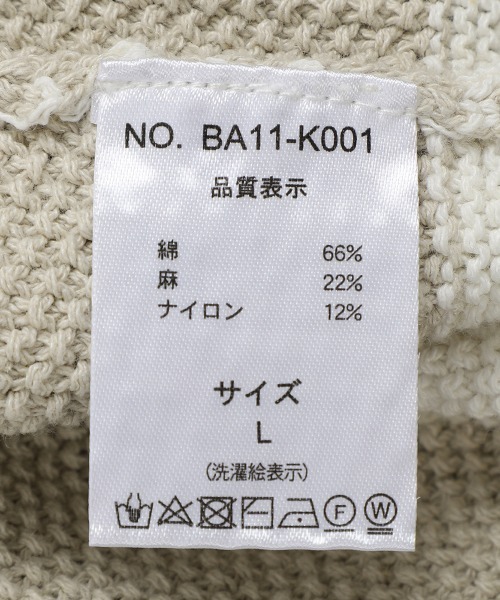 NO. BA11-K001
品質表示
綿 66%
麻 22%
ナイロン 12%
サイズ
L
(洗濯絵表示)
F W